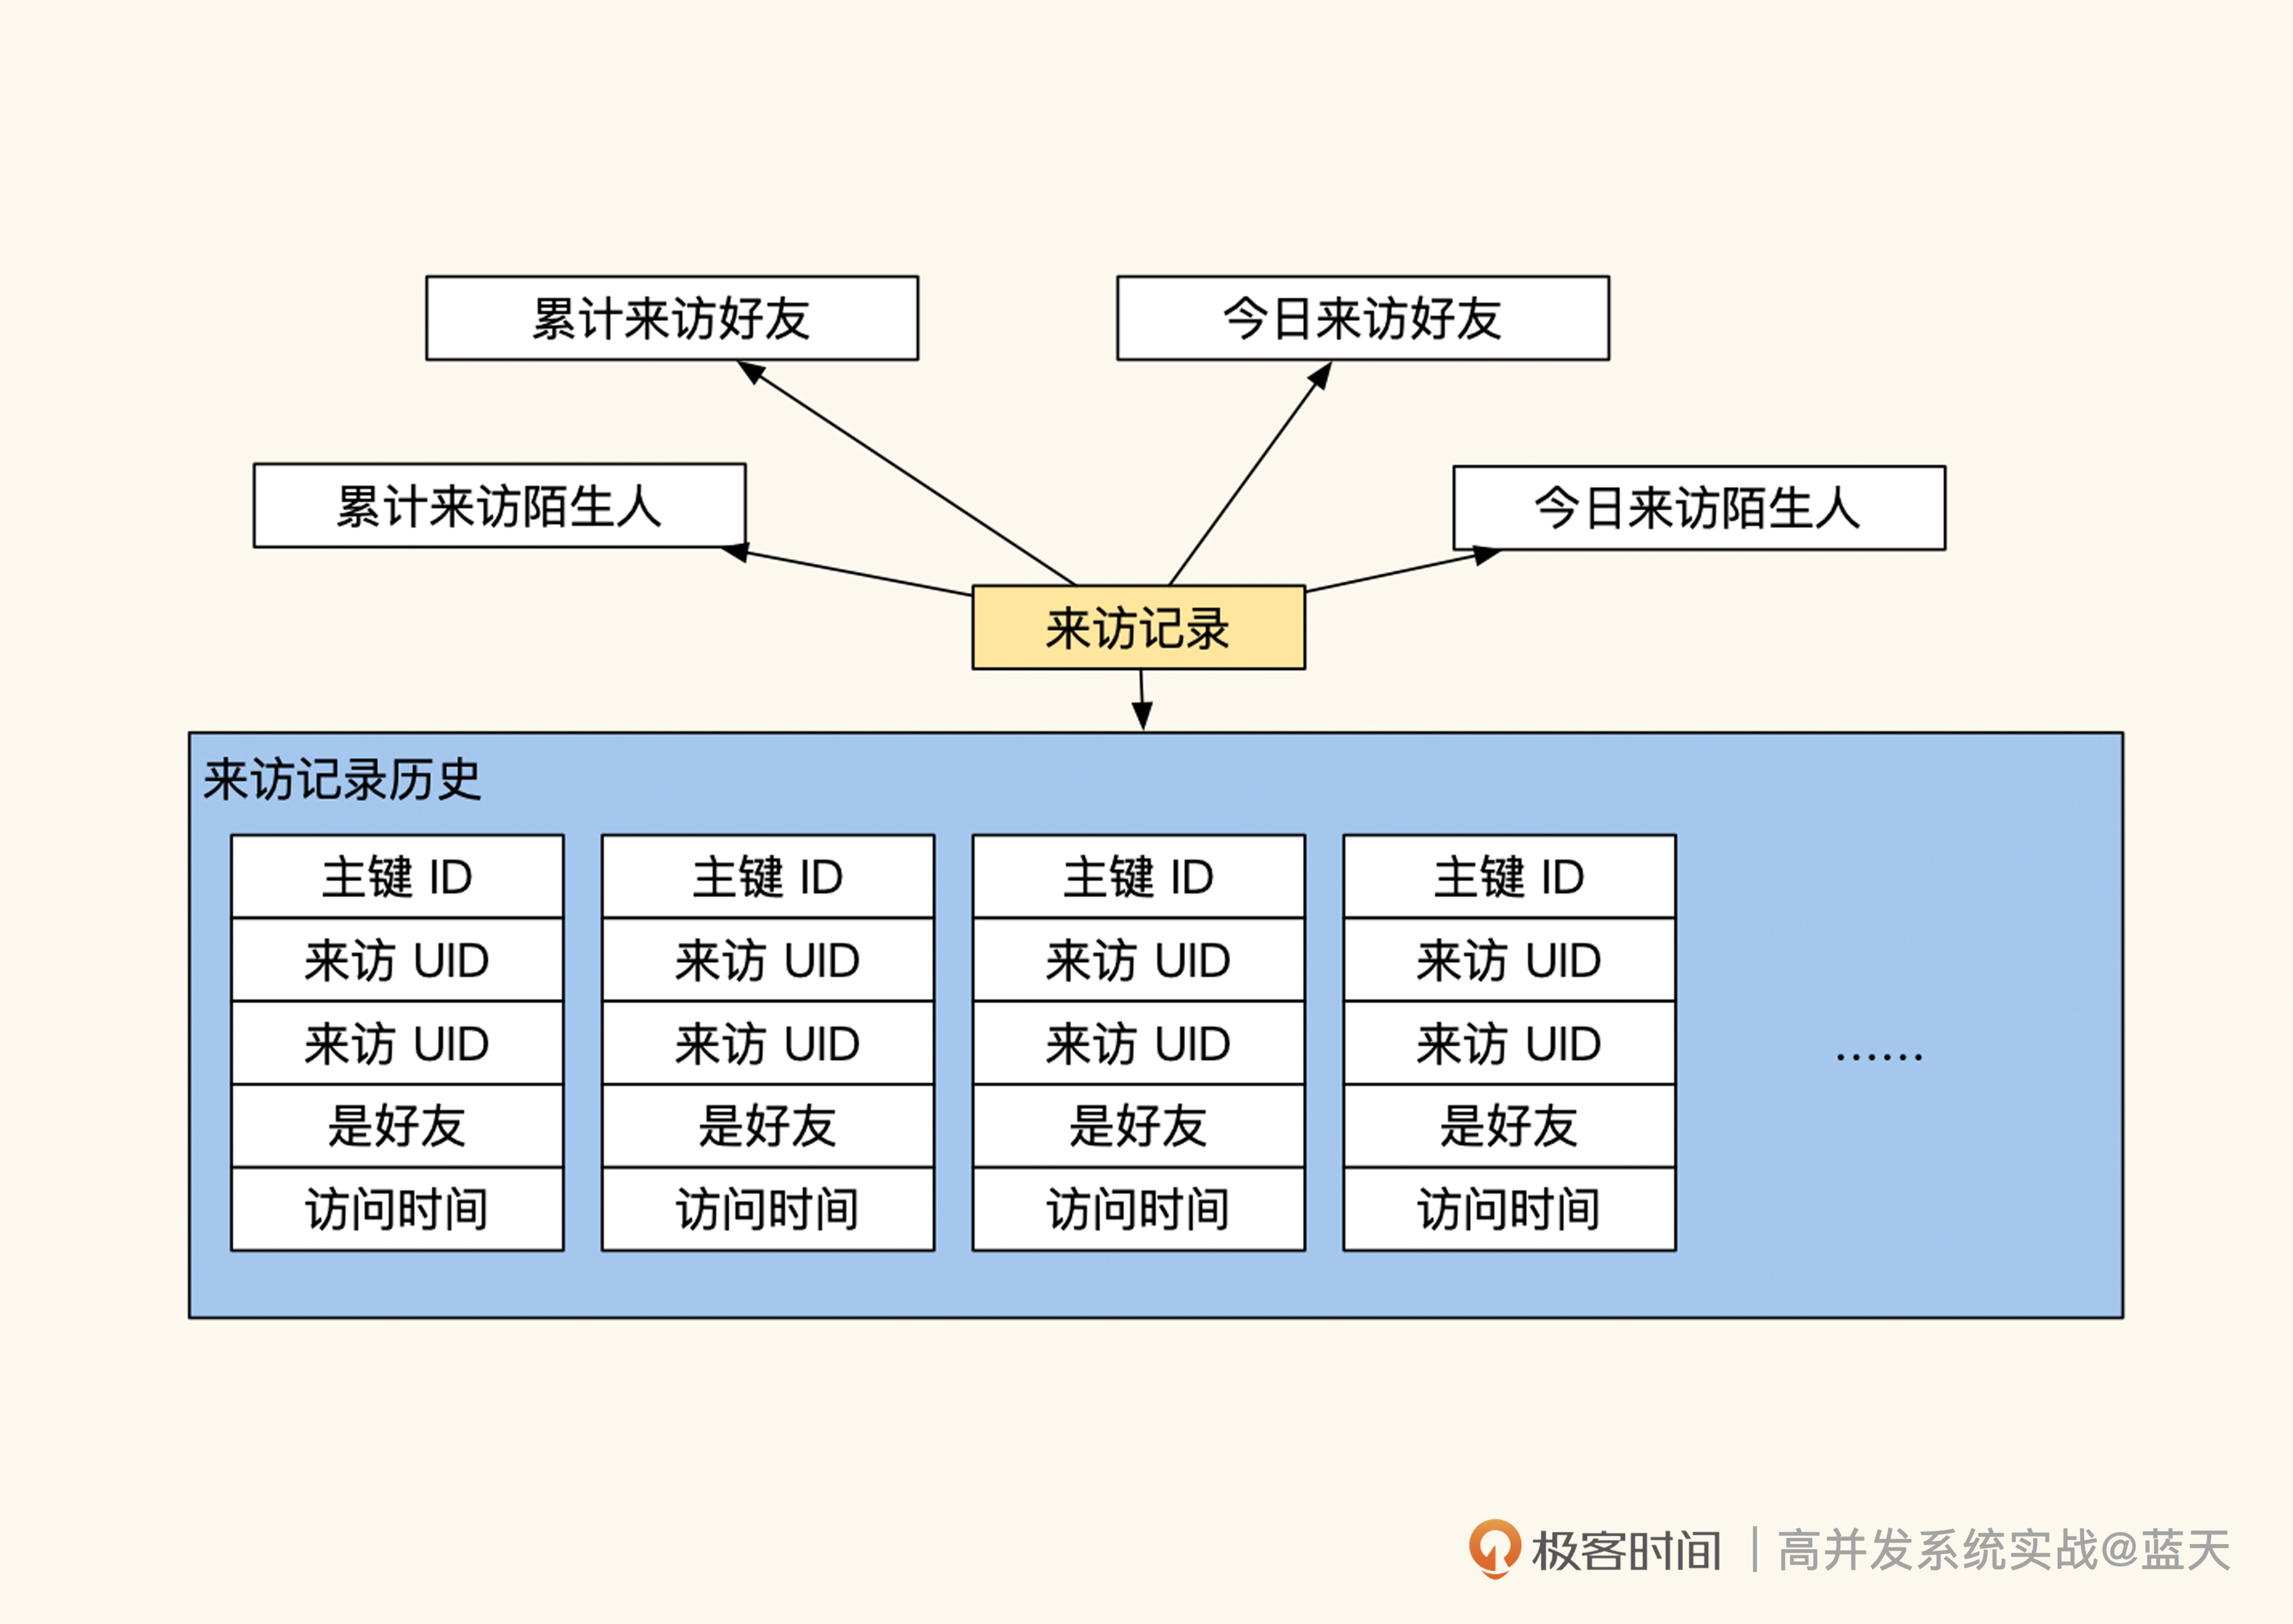 累计来访好友
今日来访好友
累计来访陌生人
今日来访陌生人
来访记录
来访记录历史
主键 ID
来访 UID
来访 UID
是好友
访问时间
主键 ID
来访 UID
来访 UID
是好友
访问时间
主键 ID
来访 UID
来访 UID
是好友
访问时间
主键 ID
来访 UID
来访 UID
是好友
访问时间
……
极客时间 | 高并发系统实战@蓝天